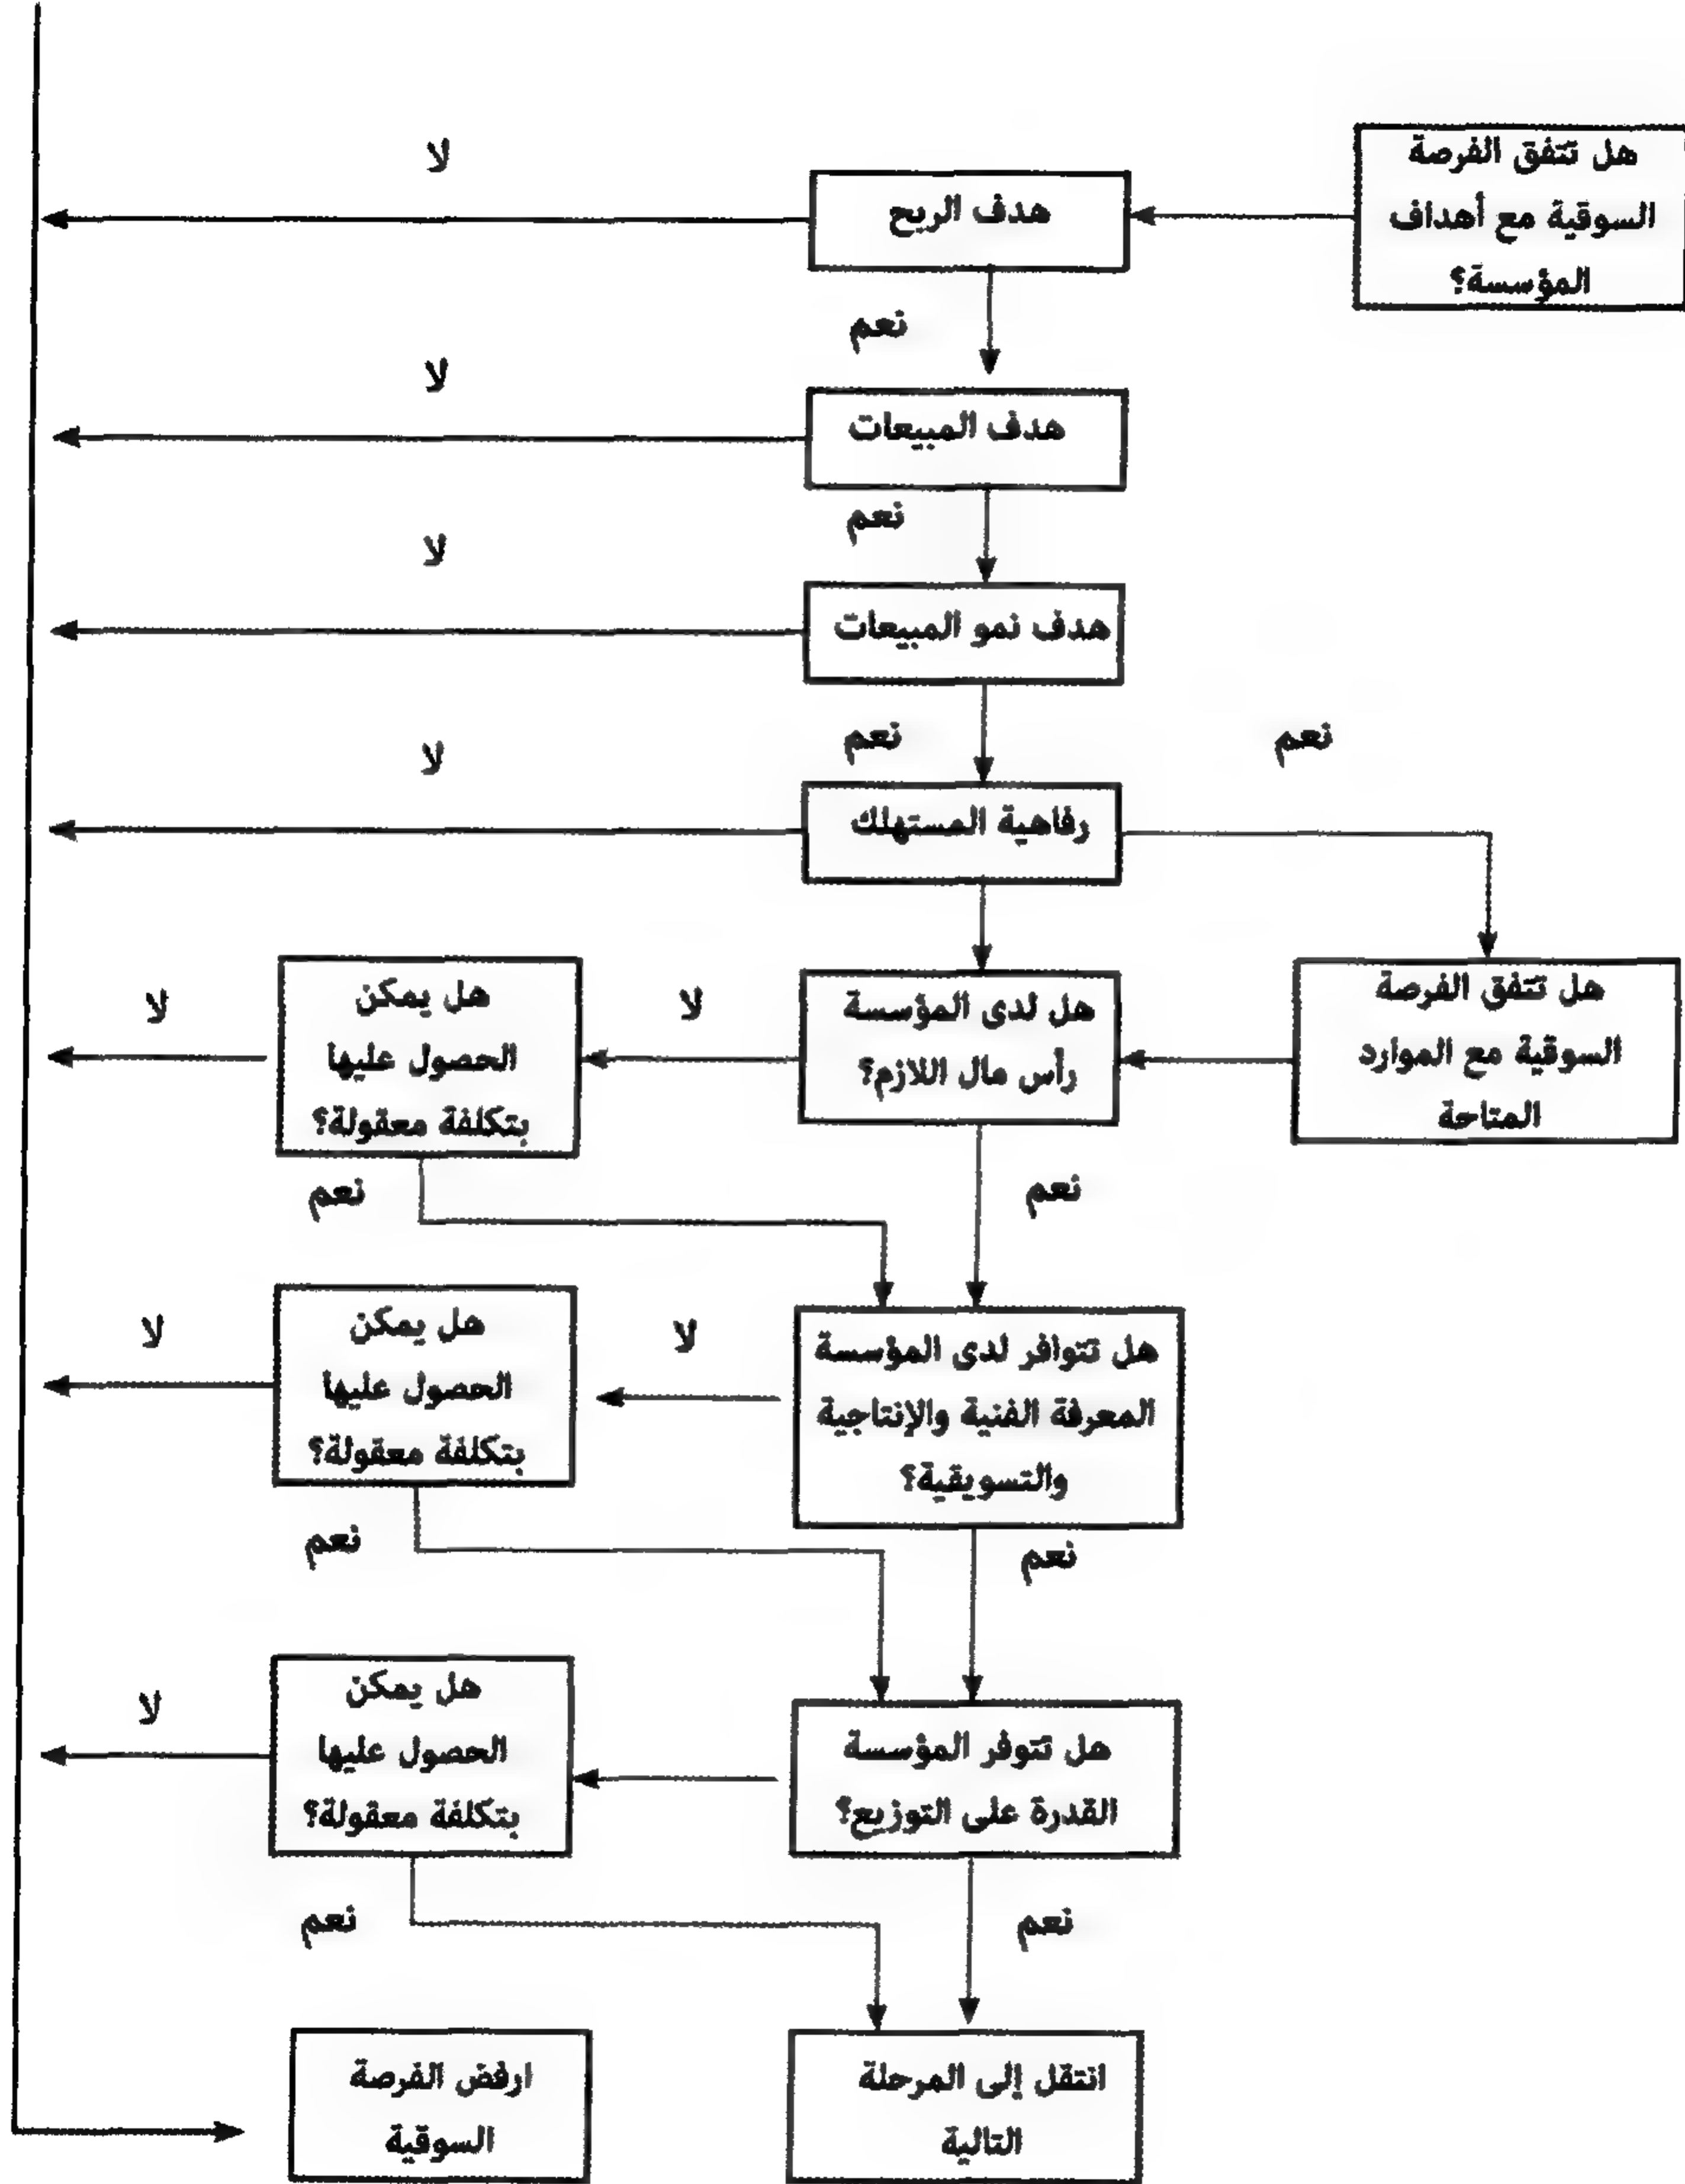 هل تتفق الفرصة
السوقية مع أهداف
المؤسسة؟
هدف الربح
لا
نعم
هدف المبيعات
لا
نعم
هدف نمو المبيعات
لا
نعم
نعم
رفاهية المستهلك
لا
هل تتفق الفرصة
السوقية مع الموارد
المتاحة
هل لدى المؤسسة
رأس مال اللازم؟
لا
هل يمكن
الحصول عليها
بتكلفة معقولة؟
لا
نعم
نعم
هل تتوافر لدى المؤسسة
المعرفة الفنية والإنتاجية
والتسويقية؟
لا
هل يمكن
الحصول عليها
بتكلفة معقولة؟
لا
نعم
نعم
هل تتوفر المؤسسة
القدرة على التوزيع؟
هل يمكن
الحصول عليها
بتكلفة معقولة؟
لا
نعم
نعم
انتقل إلى المرحلة
التالية
ارفض الفرصة
السوقية